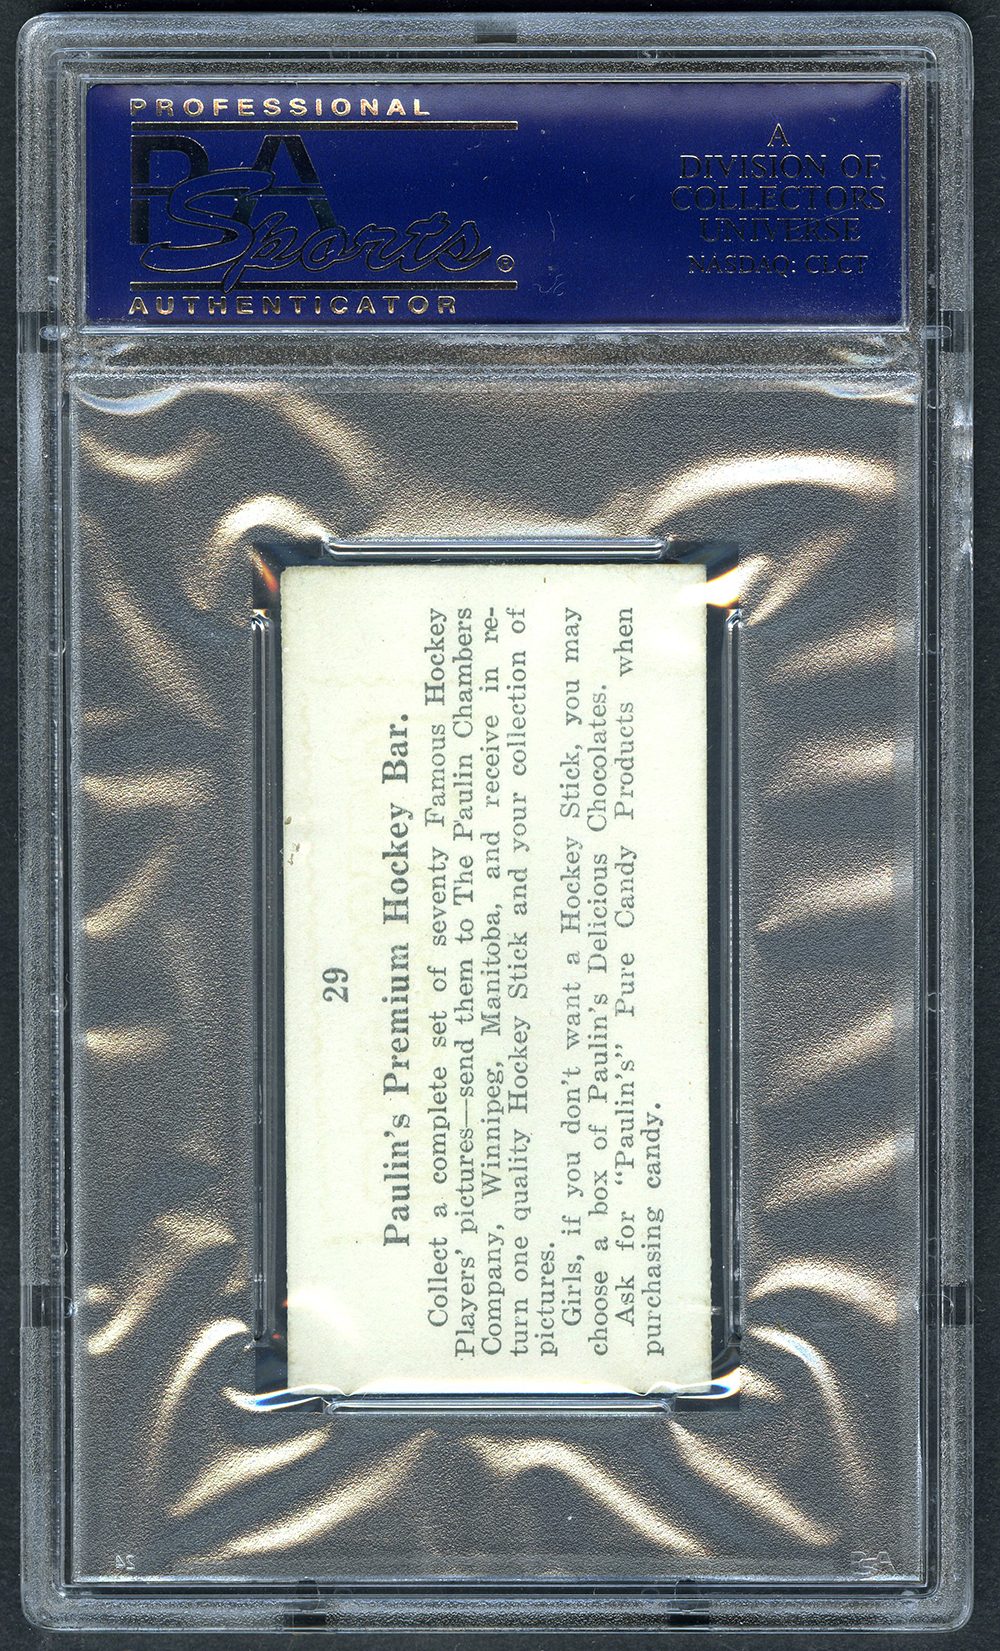 PROFESSIONAL
PSA
Sports®
AUTHENTICATOR
A
DIVISION OF
COLLECTORS
UNIVERSE
NASDAQ: CLCT
29
Paulin's Premium Hockey Bar.
Collect a complete set of seventy Famous Hockey
Players' pictures—send them to The Paulin Chambers
Company, Winnipeg, Manitoba, and receive in re-
turn one quality Hockey Stick and your collection of
pictures.
Girls, if you don't want a Hockey Stick, you may
choose a box of Paulin's Delicious Chocolates.
Ask for "Paulin's" Pure Candy Products when
purchasing candy.
24
PSA